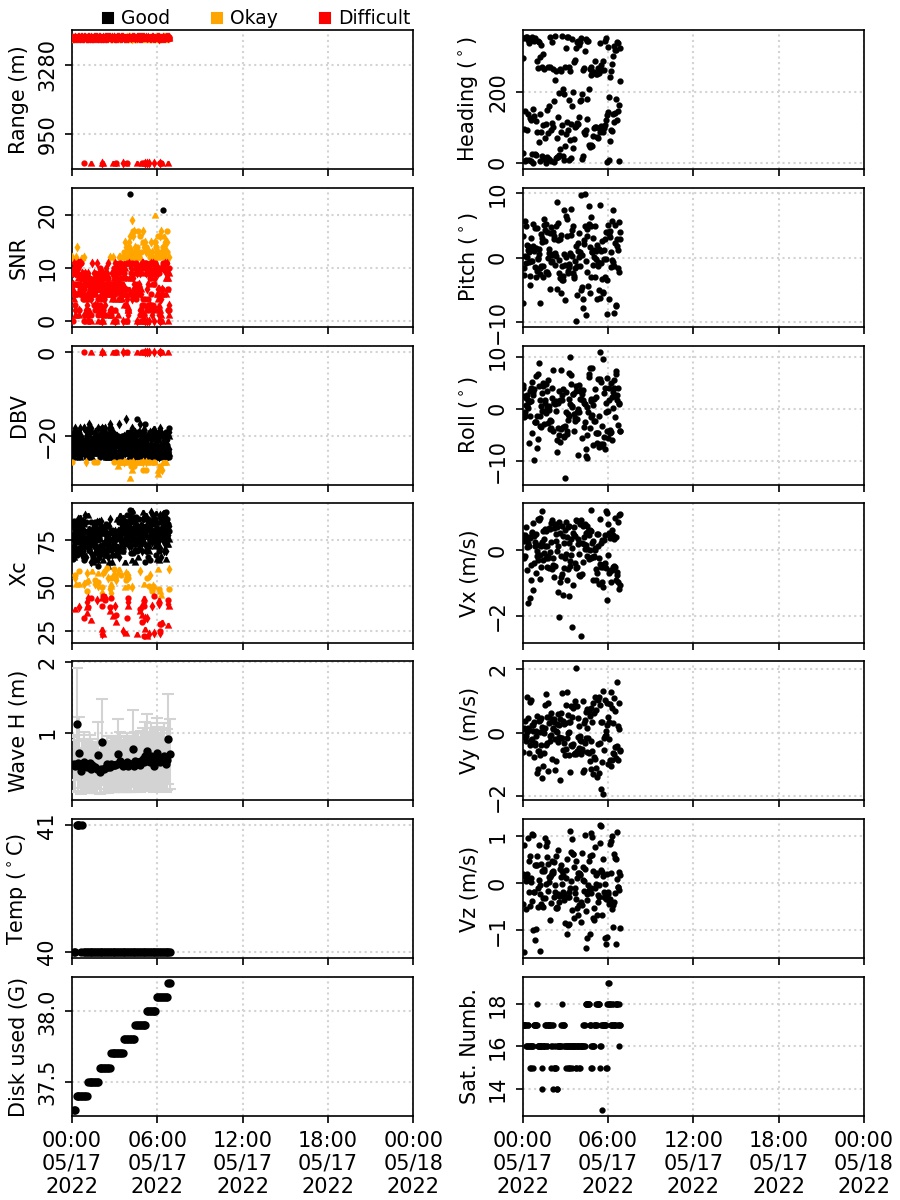 Good Okay Difficult
Range (m)
3280
950
Heading (°)
200
0
SNR
20
10
0
Pitch (°)
10
0
−10
DBV
0
−20
Roll (°)
10
0
−10
Xc
75
50
25
Vx (m/s)
0
−2
Wave H (m)
2
1
Vy (m/s)
2
0
−2
Temp (°C)
41
40
Vz (m/s)
1
0
−1
Disk used (G)
38.0
37.5
Sat. Numb.
18
16
14
00:00 06:00 12:00 18:00 00:00
05/17 05/17 05/17 05/17 05/18
2022 2022 2022 2022 2022
00:00 06:00 12:00 18:00 00:00
05/17 05/17 05/17 05/17 05/18
2022 2022 2022 2022 2022